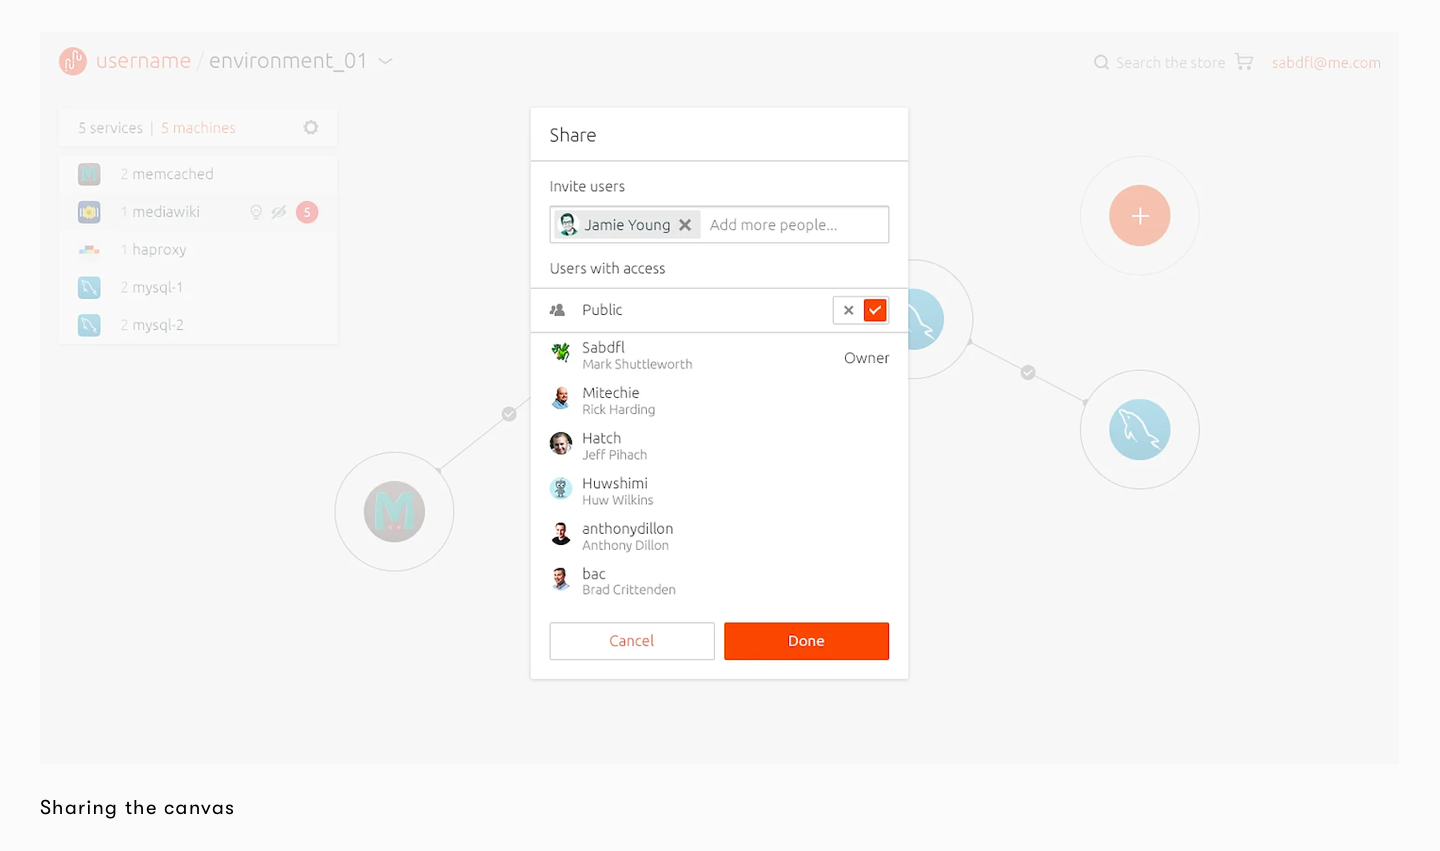 username / environment_01
Search the store
sabdfl@me.com
5 services | 5 machines
2 memcached
1 mediawiki
5
1 haproxy
2 mysql-1
2 mysql-2
Share
Invite users
Jamie Young
Add more people...
Users with access
Public
Sabdfl
Mark Shuttleworth
Owner
Mitechie
Rick Harding
Hatch
Jeff Pihach
Huwshimi
Huw Wilkins
anthonydillon
Anthony Dillon
bac
Brad Crittenden
Cancel
Done
M
Sharing the canvas